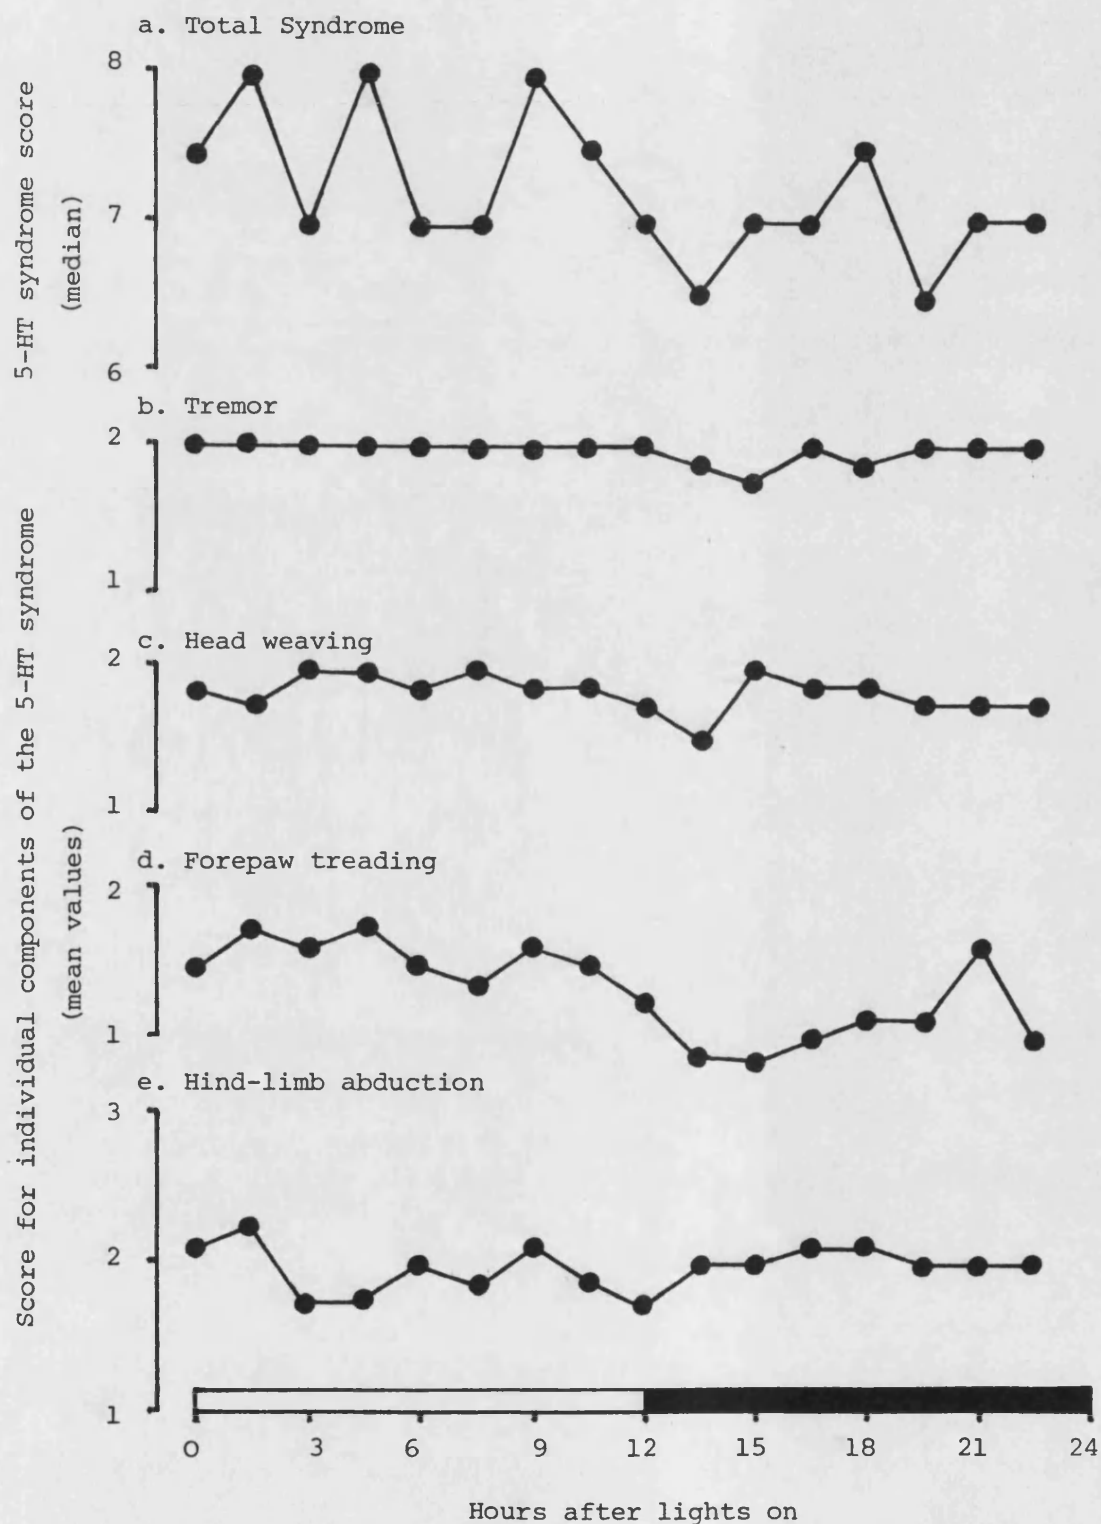 a. Total Syndrome
8
7
6
5-HT syndrome score
(median)
b. Tremor
2
1
c. Head weaving
2
1
d. Forepaw treading
2
1
e. Hind-limb abduction
3
2
1
Score for individual components of the 5-HT syndrome
(mean values)
0 3 6 9 12 15 18 21 24
Hours after lights on